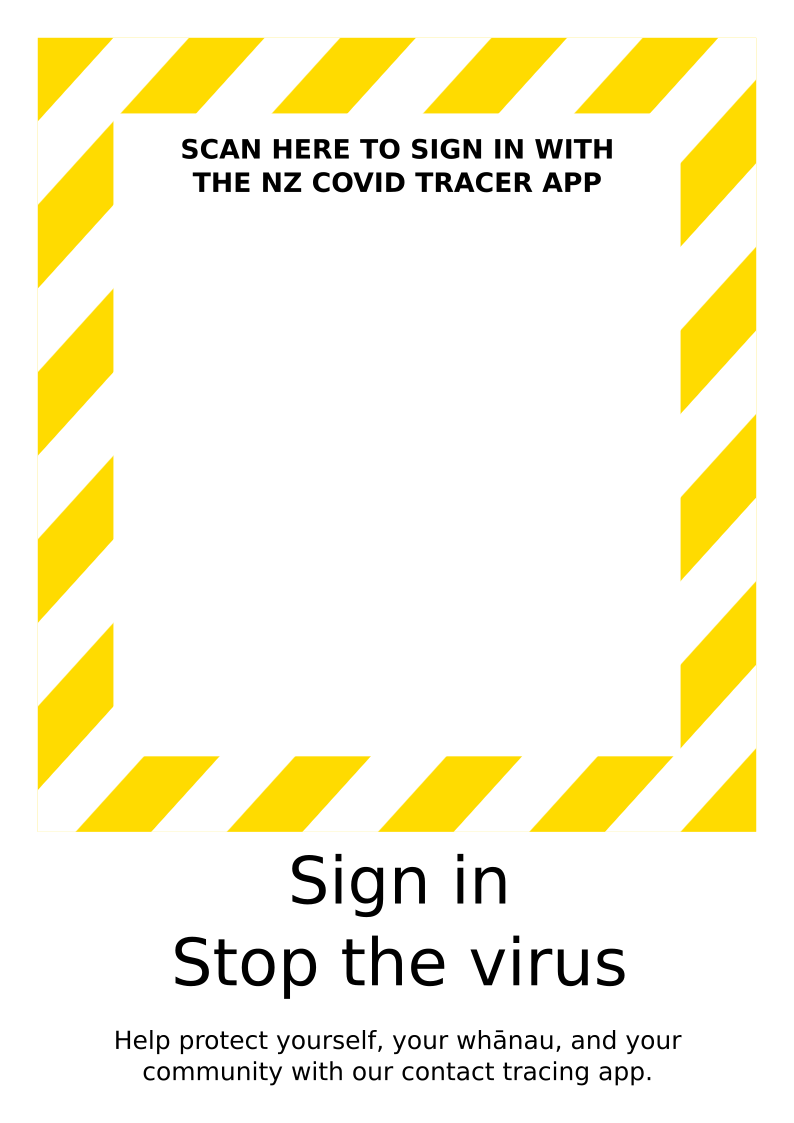 SCAN HERE TO SIGN IN WITH
THE NZ COVID TRACER APP
Sign in
Stop the virus
Help protect yourself, your whānau, and your
community with our contact tracing app.